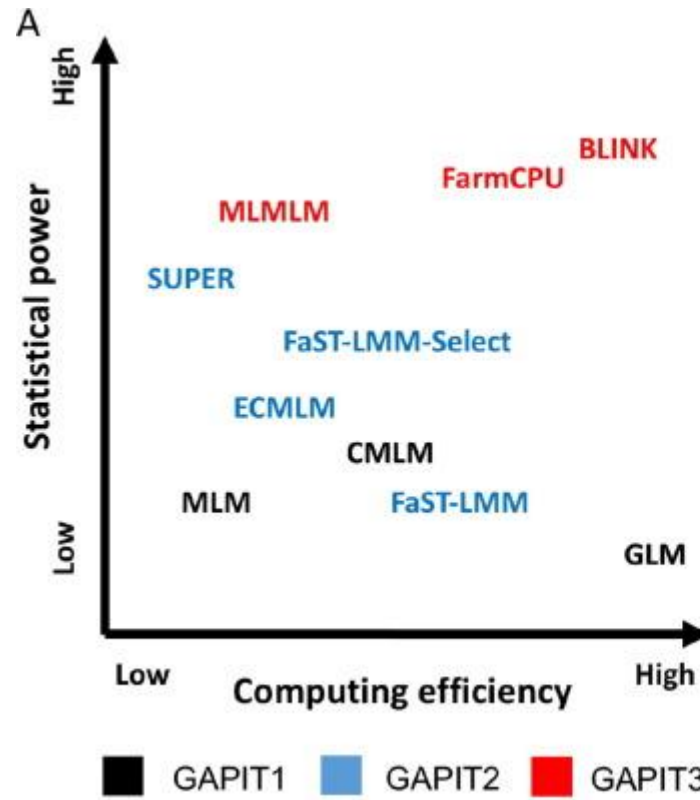 A
High
BLINK
FarmCPU
MLMLM
SUPER
Statistical power
FaST-LMM-Select
ECMLM
CMLM
MLM FaST-LMM
GLM
Low
Low High
Computing efficiency
GAPIT1 GAPIT2 GAPIT3